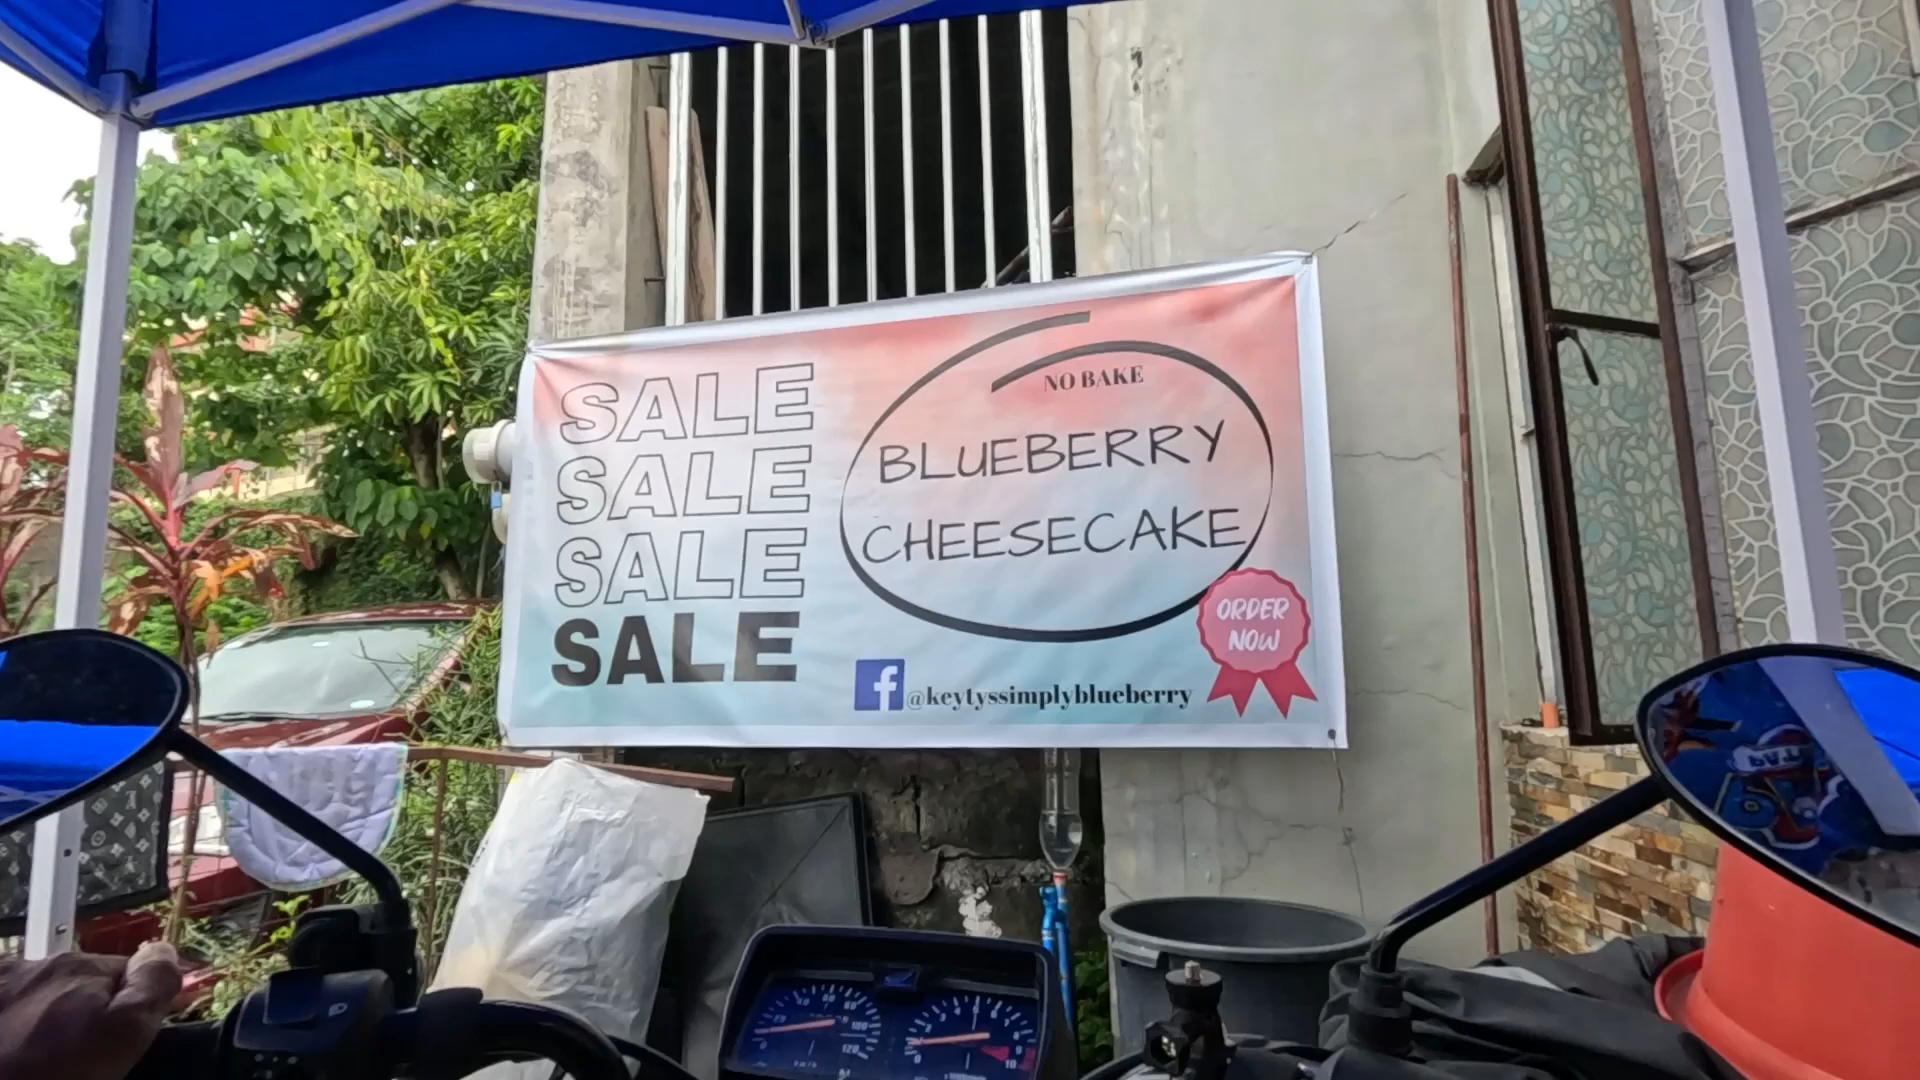 SALE
SALE
SALE
SALE
NO BAKE
BLUEBERRY
CHEESECAKE
ORDER
NOW
f @keytyssimplyblueberry